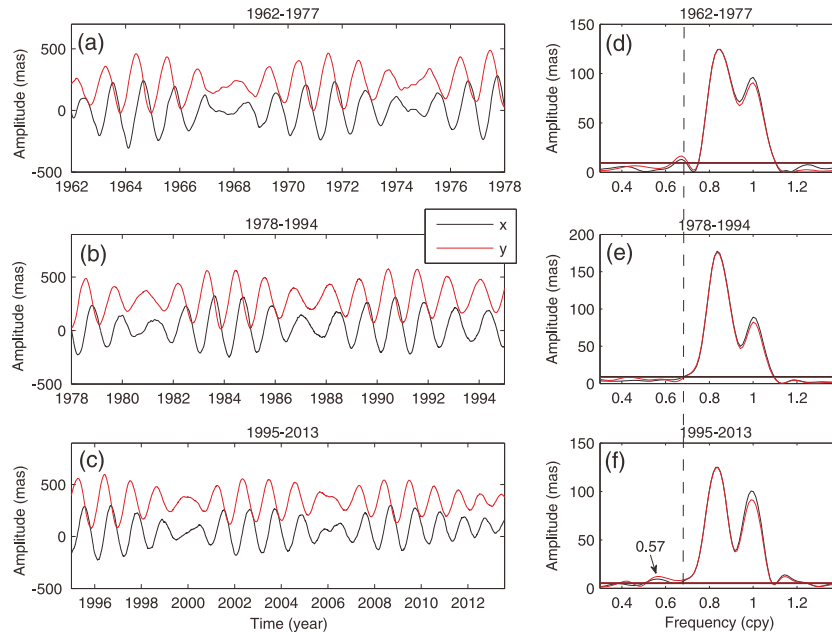 1962-1977
(a)
Amplitude (mas)
500
0
-500
1962 1964 1966 1968 1970 1972 1974 1976 1978
1978-1994
(b)
x
y
Amplitude (mas)
500
0
-500
1978 1980 1982 1984 1986 1988 1990 1992 1994
1995-2013
(c)
Amplitude (mas)
500
0
-500
1996 1998 2000 2002 2004 2006 2008 2010 2012
Time (year)
1962-1977
(d)
Amplitude (mas)
150
100
50
0
0.4 0.6 0.8 1 1.2
1978-1994
(e)
Amplitude (mas)
200
150
100
50
0
0.4 0.6 0.8 1 1.2
1995-2013
(f)
Amplitude (mas)
150
100
50
0
0.57
0.4 0.6 0.8 1 1.2
Frequency (cpy)